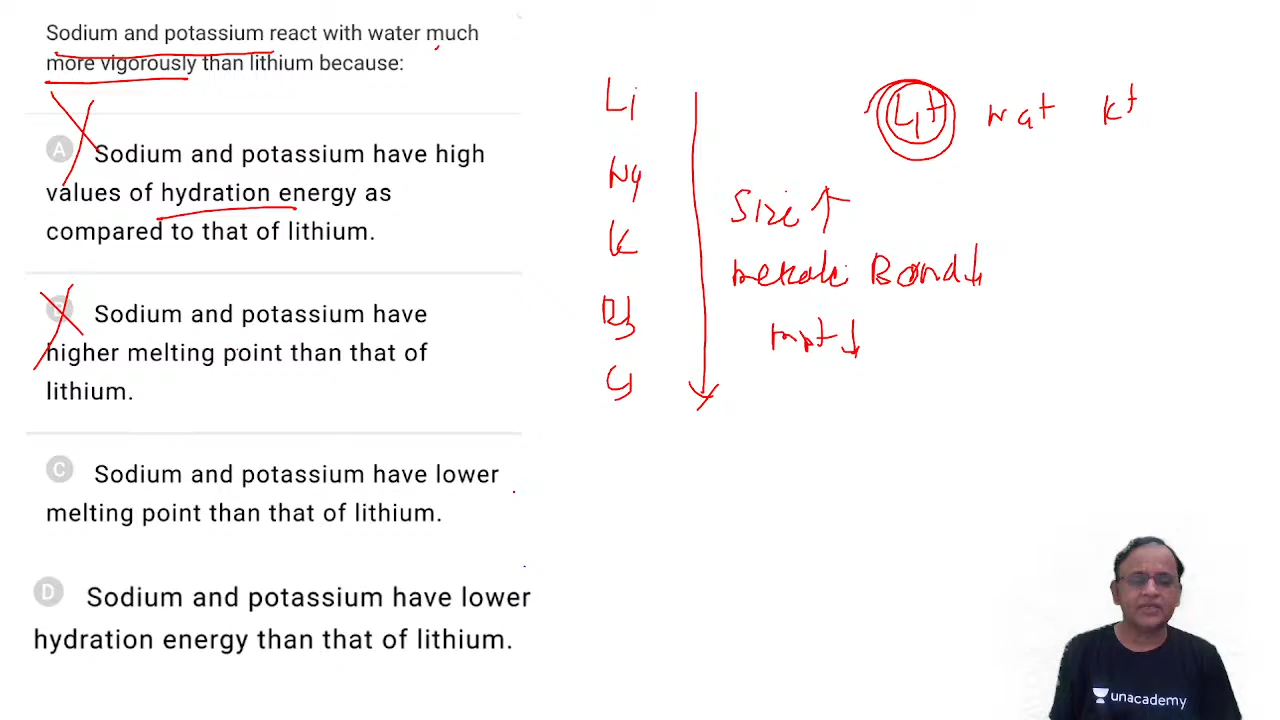 Sodium and potassium react with water much
more vigorously than lithium because:
A Sodium and potassium have high
values of hydration energy as
compared to that of lithium.
Sodium and potassium have
higher melting point than that of
lithium.
C Sodium and potassium have lower
melting point than that of lithium.
D Sodium and potassium have lower
hydration energy than that of lithium.
Li
Na
K
Rb
Cs
Size ↑
Bond ↓
mpt ↓
Li+ Na+ K+
unacademy